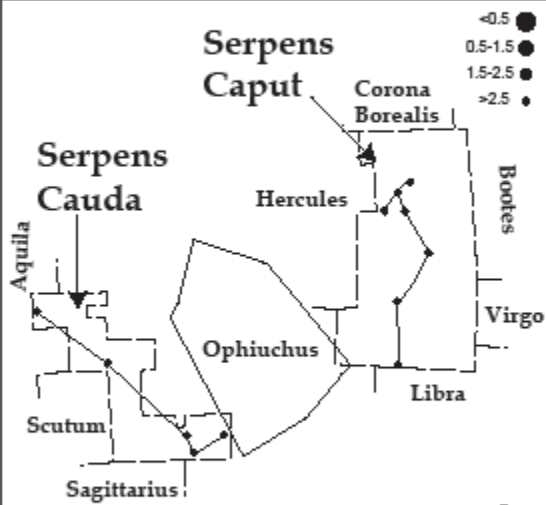 <0.5
0.5-1.5
1.5-2.5
>2.5
Serpens
Caput
Corona
Borealis
Serpens
Cauda
Hercules
Bootes
Aquila
Virgo
Ophiuchus
Libra
Scutum
Sagittarius